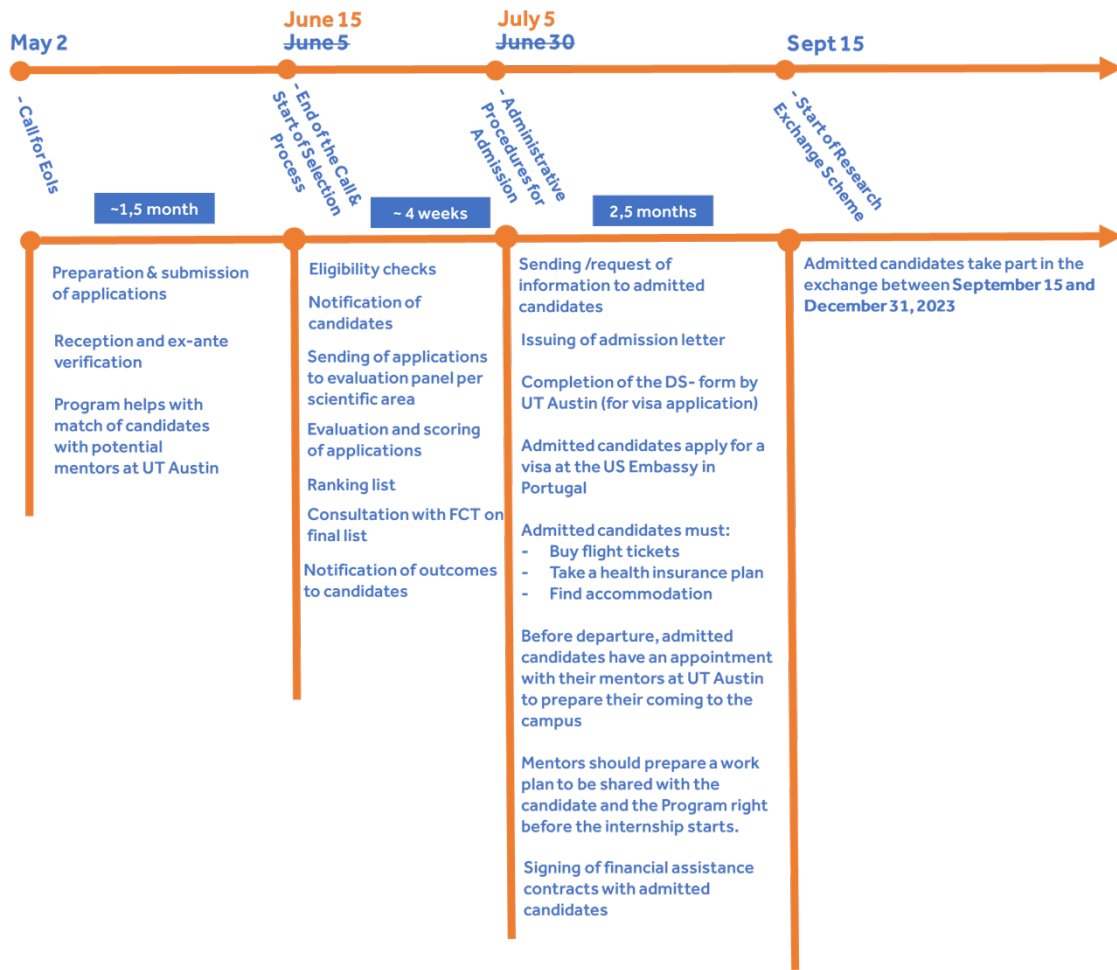 May 2
June 15
June 5
July 5
June 30
Sept 15
- Call for EoIs
- End of the Call &
Start of Selection
Process
- Administrative
Procedures for
Admission
- Start of Research
Exchange Scheme
~1,5 month
~ 4 weeks
2,5 months
Preparation & submission
of applications
Reception and ex-ante
verification
Program helps with
match of candidates
with potential
mentors at UT Austin
Eligibility checks
Notification of
candidates
Sending of applications
to evaluation panel per
scientific area
Evaluation and scoring
of applications
Ranking list
Consultation with FCT on
final list
Notification of outcomes
to candidates
Sending /request of
information to admitted
candidates
Issuing of admission letter
Completion of the DS- form by
UT Austin (for visa application)
Admitted candidates apply for a
visa at the US Embassy in
Portugal
Admitted candidates must:
- Buy flight tickets
- Take a health insurance plan
- Find accommodation
Before departure, admitted
candidates have an appointment
with their mentors at UT Austin
to prepare their coming to the
campus
Mentors should prepare a work
plan to be shared with the
candidate and the Program right
before the internship starts.
Signing of financial assistance
contracts with admitted
candidates
Admitted candidates take part in the
exchange between September 15 and
December 31, 2023